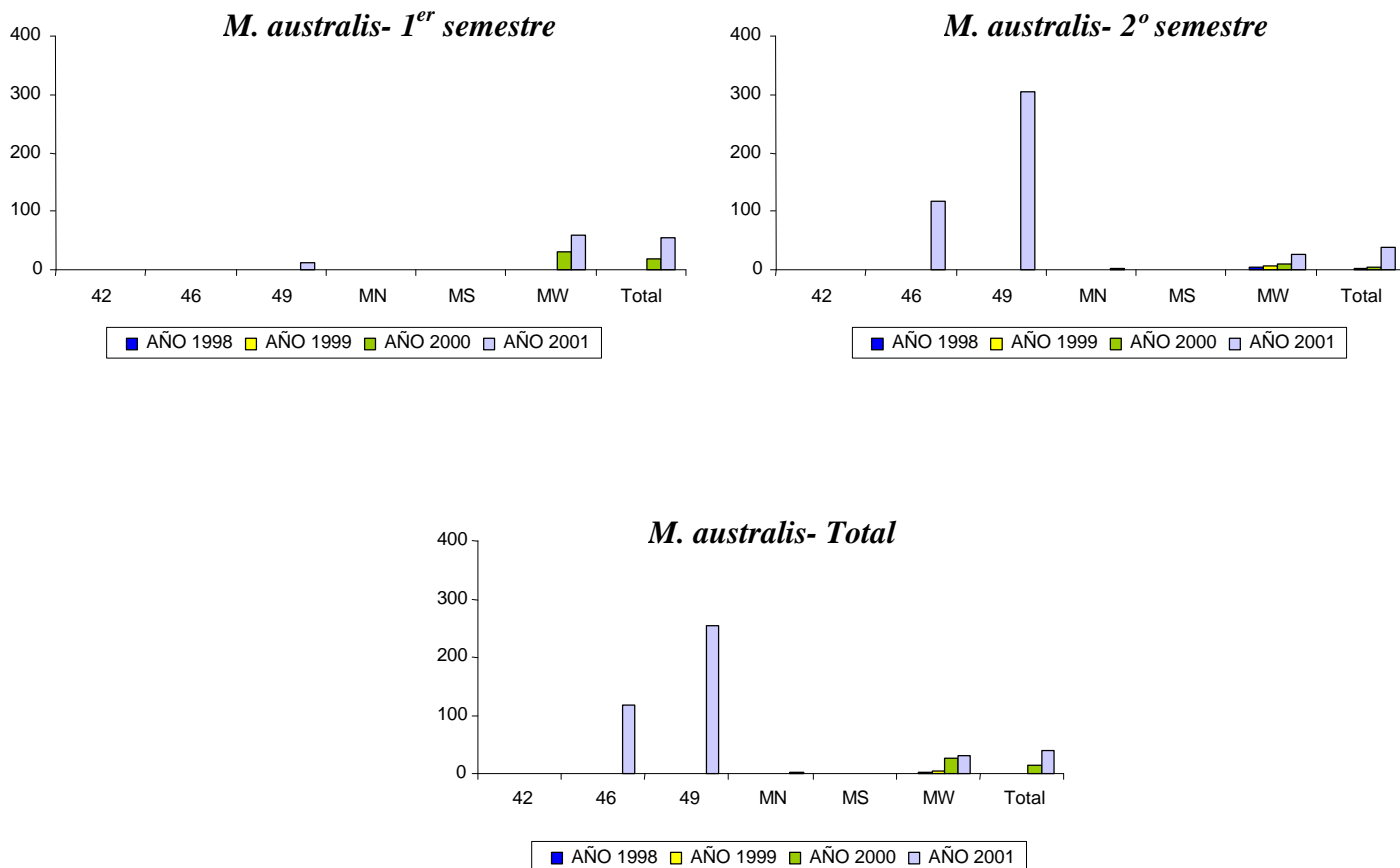 M. australis- 1er semestre
400
300
200
100
0
42 46 49 MN MS MW Total
AÑO 1998 AÑO 1999 AÑO 2000 AÑO 2001
M. australis- 2º semestre
400
300
200
100
0
42 46 49 MN MS MW Total
AÑO 1998 AÑO 1999 AÑO 2000 AÑO 2001
M. australis- Total
400
300
200
100
0
42 46 49 MN MS MW Total
AÑO 1998 AÑO 1999 AÑO 2000 AÑO 2001